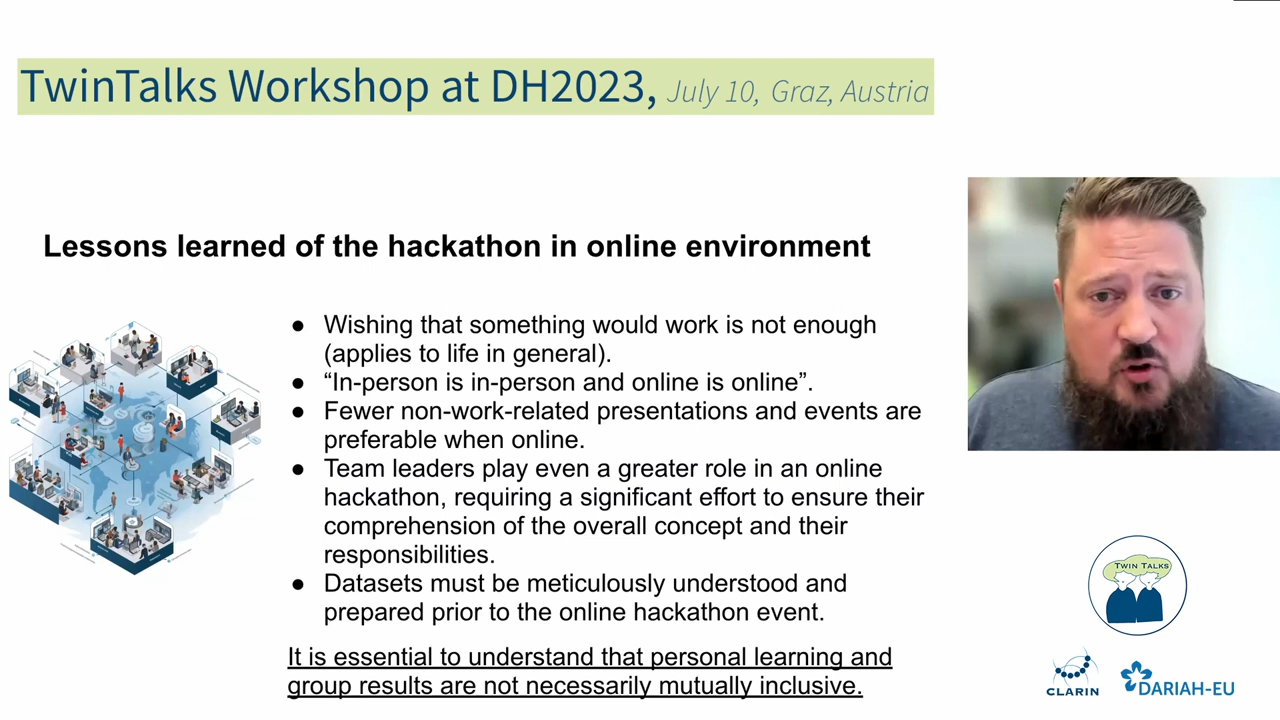 TwinTalks Workshop at DH2023, July 10, Graz, Austria
Lessons learned of the hackathon in online environment
● Wishing that something would work is not enough
(applies to life in general).
● “In-person is in-person and online is online”.
● Fewer non-work-related presentations and events are
preferable when online.
● Team leaders play even a greater role in an online
hackathon, requiring a significant effort to ensure their
comprehension of the overall concept and their
responsibilities.
● Datasets must be meticulously understood and
prepared prior to the online hackathon event.
It is essential to understand that personal learning and
group results are not necessarily mutually inclusive.
TWIN TALKS
CLARIN
DARIAH-EU